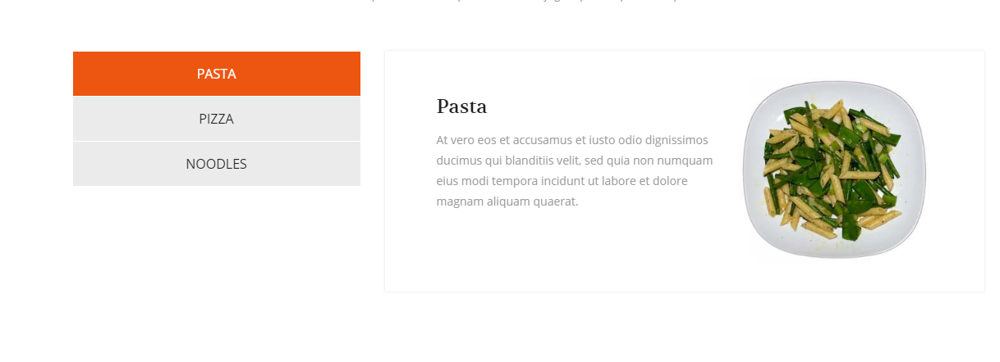 PASTA
PIZZA
NOODLES
Pasta
At vero eos et accusamus et iusto odio dignissimos
ducimus qui blanditiis velit, sed quia non numquam
eius modi tempora incidunt ut labore et dolore
magnam aliquam quaerat.